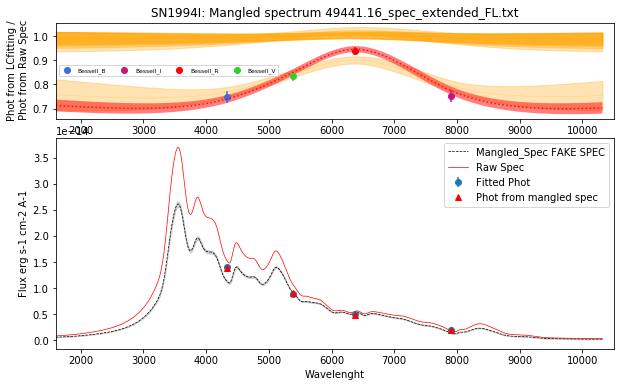 SN1994I: Mangled spectrum 49441.16_spec_extended_FL.txt
Phot from LCfitting /
Phot from Raw Spec
1.0
0.9
0.8
0.7
Bessell_B
Bessell_I
Bessell_R
Bessell_V
2000 3000 4000 5000 6000 7000 8000 9000 10000
1e−14
Flux erg s-1 cm-2 A-1
3.5
3.0
2.5
2.0
1.5
1.0
0.5
0.0
Mangled_Spec FAKE SPEC
Raw Spec
Fitted Phot
Phot from mangled spec
2000 3000 4000 5000 6000 7000 8000 9000 10000
Wavelenght